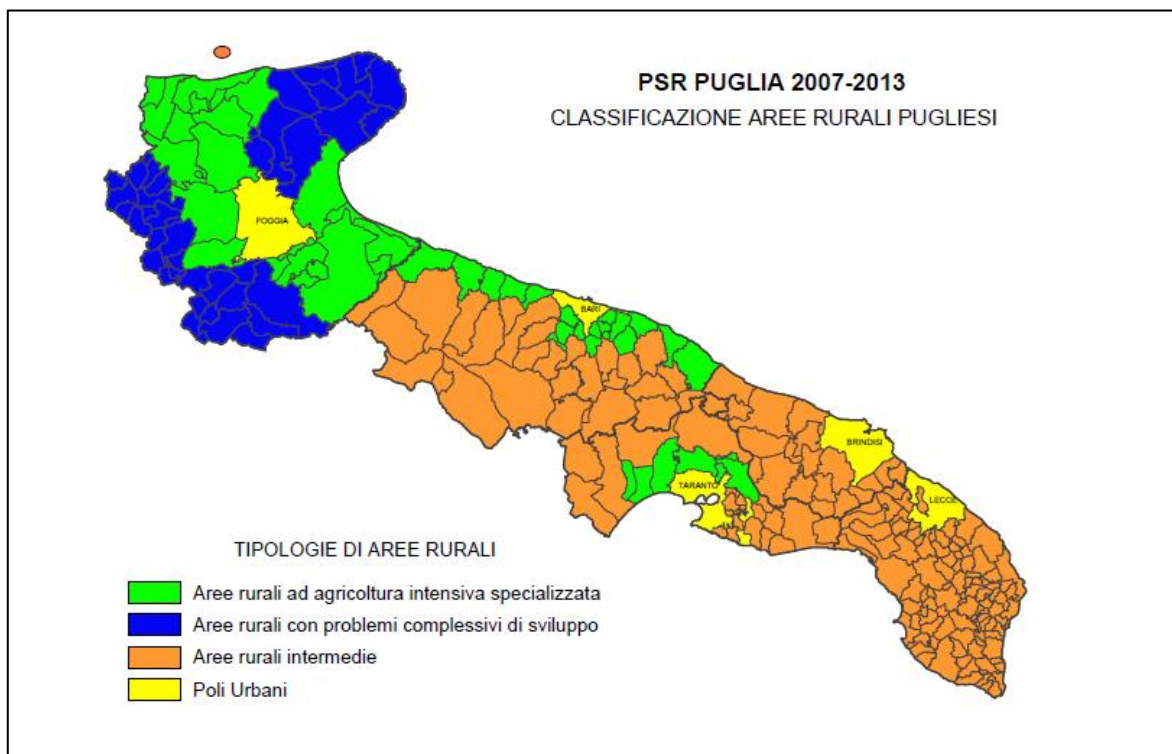 PSR PUGLIA 2007-2013
CLASSIFICAZIONE AREE RURALI PUGLIESI
FOGGIA
BARI
BRINDISI
TARANTO
LECCE
TIPOLOGIE DI AREE RURALI
Aree rurali ad agricoltura intensiva specializzata
Aree rurali con problemi complessivi di sviluppo
Aree rurali intermedie
Poli Urbani